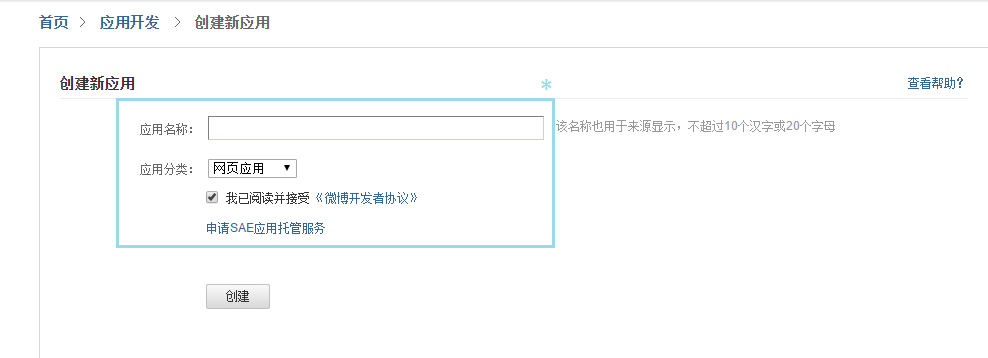 首页 > 应用开发 > 创建新应用
创建新应用 * 查看帮助?
应用名称： 该名称也用于来源显示，不超过10个汉字或20个字母
应用分类： 网页应用
我已阅读并接受《微博开发者协议》
申请SAE应用托管服务
创建